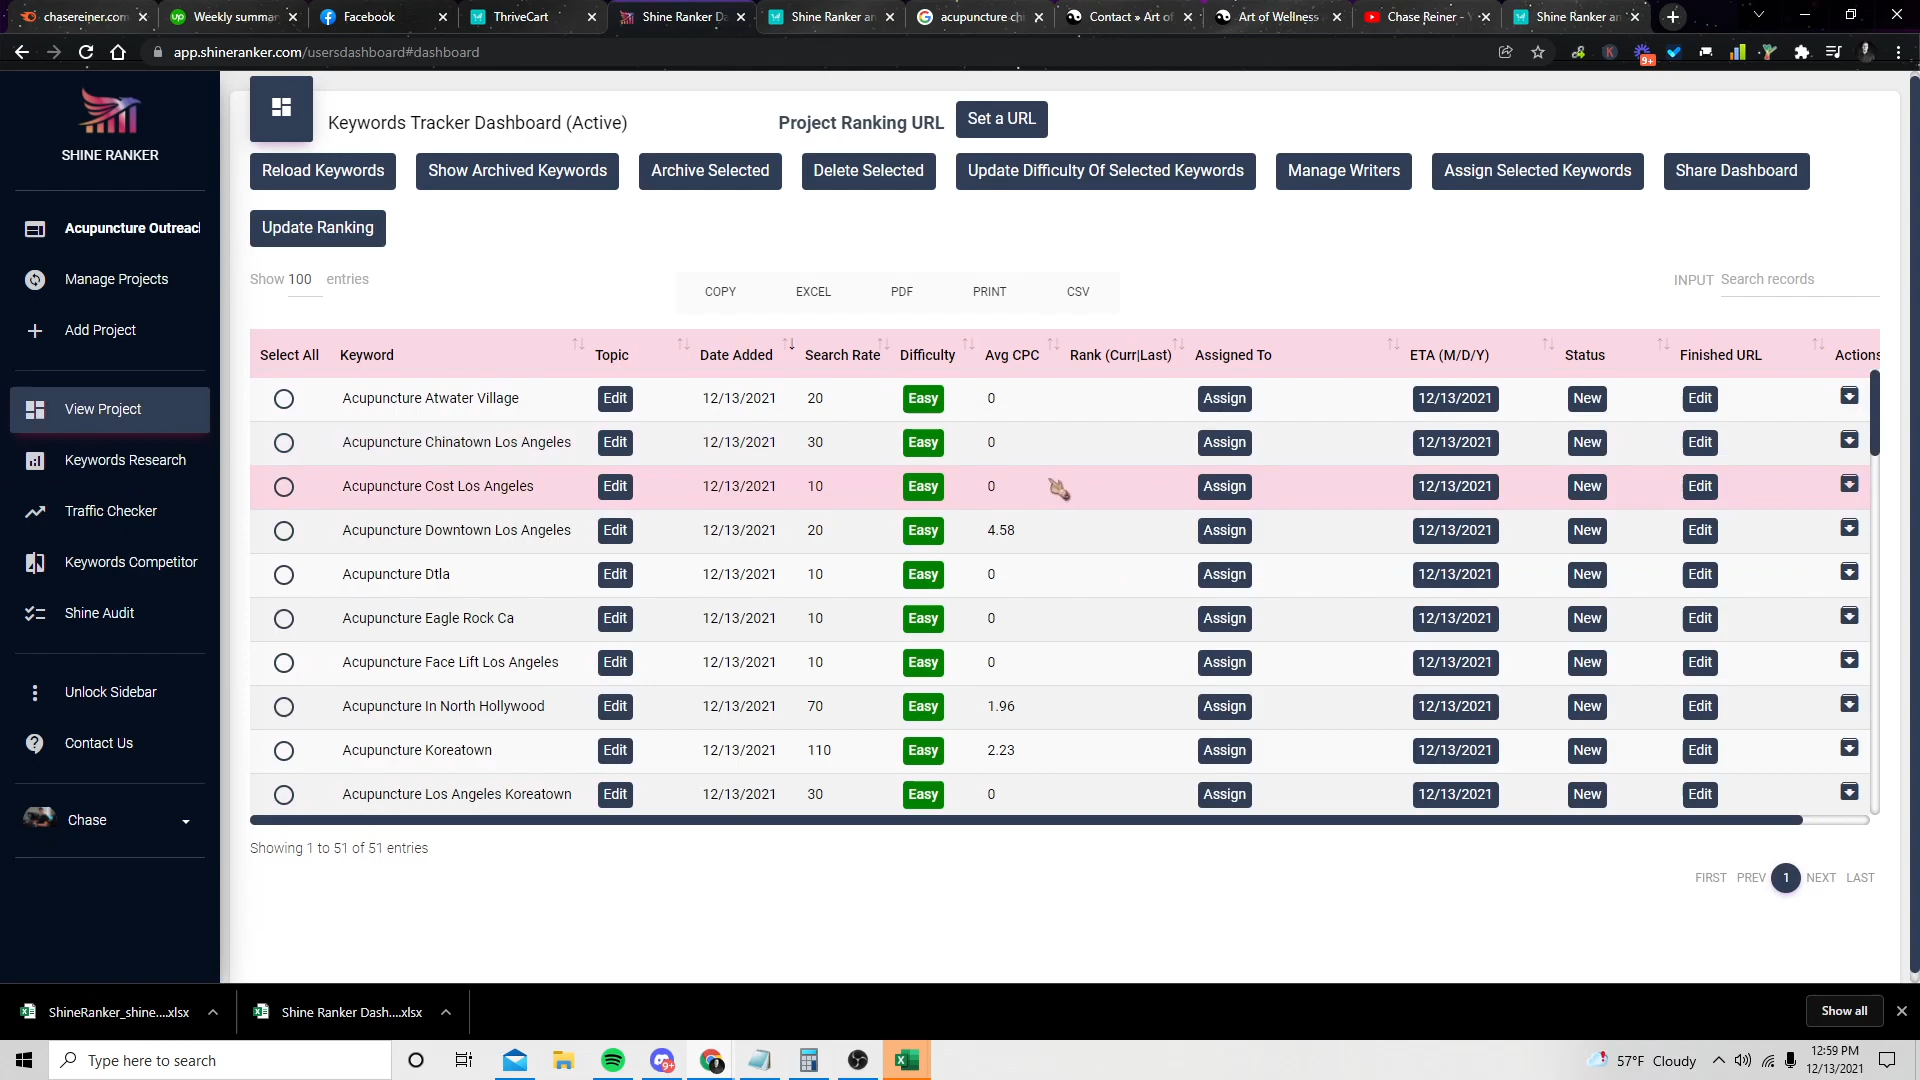 chasereiner.com
Weekly summar
Facebook
ThriveCart
Shine Ranker Da
Shine Ranker an
acupuncture chi
Contact » Art of
Art of Wellness
Chase Reiner - Y
Shine Ranker an
app.shineranker.com/usersdashboard#dashboard
9+
SHINE RANKER
Acupuncture Outreac
Manage Projects
Add Project
View Project
Keywords Research
Traffic Checker
Keywords Competitor
Shine Audit
Unlock Sidebar
Contact Us
Chase
Keywords Tracker Dashboard (Active)
Project Ranking URL Set a URL
Reload Keywords Show Archived Keywords Archive Selected Delete Selected Update Difficulty Of Selected Keywords Manage Writers Assign Selected Keywords Share Dashboard
Update Ranking
Show 100 entries
COPY EXCEL PDF PRINT CSV
INPUT Search records
Select All Keyword Topic Date Added Search Rate Difficulty Avg CPC Rank (Curr|Last) Assigned To ETA (M/D/Y) Status Finished URL Actions
Acupuncture Atwater Village Edit 12/13/2021 20 Easy 0 Assign 12/13/2021 New Edit
Acupuncture Chinatown Los Angeles Edit 12/13/2021 30 Easy 0 Assign 12/13/2021 New Edit
Acupuncture Cost Los Angeles Edit 12/13/2021 10 Easy 0 Assign 12/13/2021 New Edit
Acupuncture Downtown Los Angeles Edit 12/13/2021 20 Easy 4.58 Assign 12/13/2021 New Edit
Acupuncture Dtla Edit 12/13/2021 10 Easy 0 Assign 12/13/2021 New Edit
Acupuncture Eagle Rock Ca Edit 12/13/2021 10 Easy 0 Assign 12/13/2021 New Edit
Acupuncture Face Lift Los Angeles Edit 12/13/2021 10 Easy 0 Assign 12/13/2021 New Edit
Acupuncture In North Hollywood Edit 12/13/2021 70 Easy 1.96 Assign 12/13/2021 New Edit
Acupuncture Koreatown Edit 12/13/2021 110 Easy 2.23 Assign 12/13/2021 New Edit
Acupuncture Los Angeles Koreatown Edit 12/13/2021 30 Easy 0 Assign 12/13/2021 New Edit
Showing 1 to 51 of 51 entries
FIRST PREV 1 NEXT LAST
ShineRanker_shine....xlsx
Shine Ranker Dash....xlsx
Show all
Type here to search
9+
57°F Cloudy
12:59 PM
12/13/2021